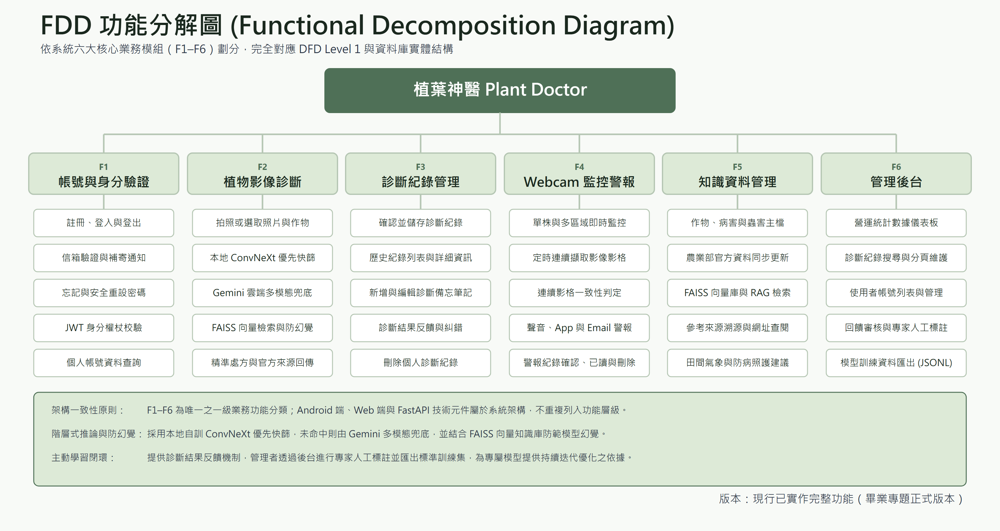 FDD 功能分解圖 (Functional Decomposition Diagram)
依系統六大核心業務模組（F1–F6）劃分，完全對應 DFD Level 1 與資料庫實體結構
植葉神醫 Plant Doctor
F1
帳號與身分驗證
註冊、登入與登出
信箱驗證與補寄通知
忘記與安全重設密碼
JWT 身分權杖校驗
個人帳號資料查詢
F2
植物影像診斷
拍照或選取照片與作物
本地 ConvNeXt 優先快篩
Gemini 雲端多模態兜底
FAISS 向量檢索與防幻覺
精準處方與官方來源回傳
F3
診斷紀錄管理
確認並儲存診斷紀錄
歷史紀錄列表與詳細資訊
新增與編輯診斷備忘筆記
診斷結果反饋與糾錯
刪除個人診斷紀錄
F4
Webcam 監控警報
單株與多區域即時監控
定時連續擷取影像影格
連續影格一致性判定
聲音、App 與 Email 警報
警報紀錄確認、已讀與刪除
F5
知識資料管理
作物、病害與蟲害主檔
農業部官方資料同步更新
FAISS 向量庫與 RAG 檢索
參考來源溯源與網址查閱
田間氣象與防病照護建議
F6
管理後台
營運統計數據儀表板
診斷紀錄搜尋與分頁維護
使用者帳號列表與管理
回饋審核與專家人工標註
模型訓練資料匯出 (JSONL)
架構一致性原則： F1–F6 為唯一之一級業務功能分類；Android 端、Web 端與 FastAPI 技術元件屬於系統架構，不重複列入功能層級。
階層式推論與防幻覺： 採用本地自訓 ConvNeXt 優先快篩，未命中則由 Gemini 多模態兜底，並結合 FAISS 向量知識庫防範模型幻覺。
主動學習閉環： 提供診斷結果反饋機制，管理者透過後台進行專家人工標註並匯出標準訓練集，為專屬模型提供持續迭代優化之依據。
版本：現行已實作完整功能（畢業專題正式版本）